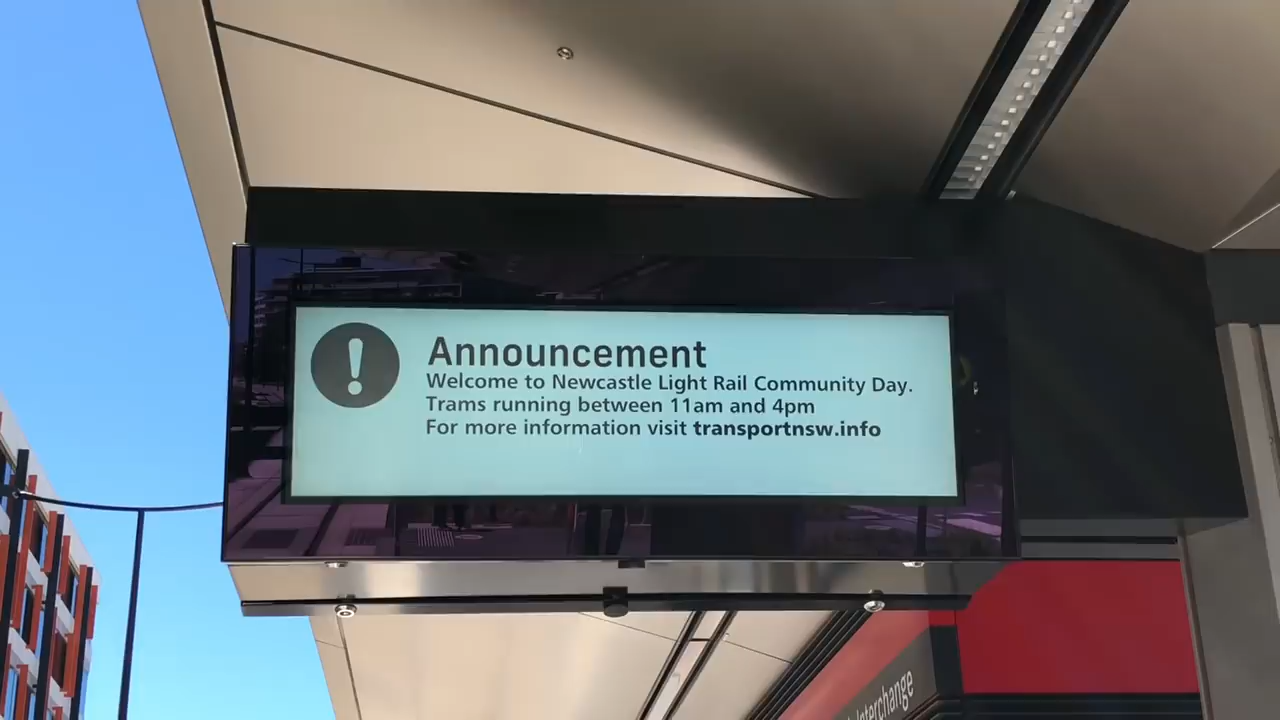 Announcement
Welcome to Newcastle Light Rail Community Day.
Trams running between 11am and 4pm
For more information visit transportnsw.info
Interchange